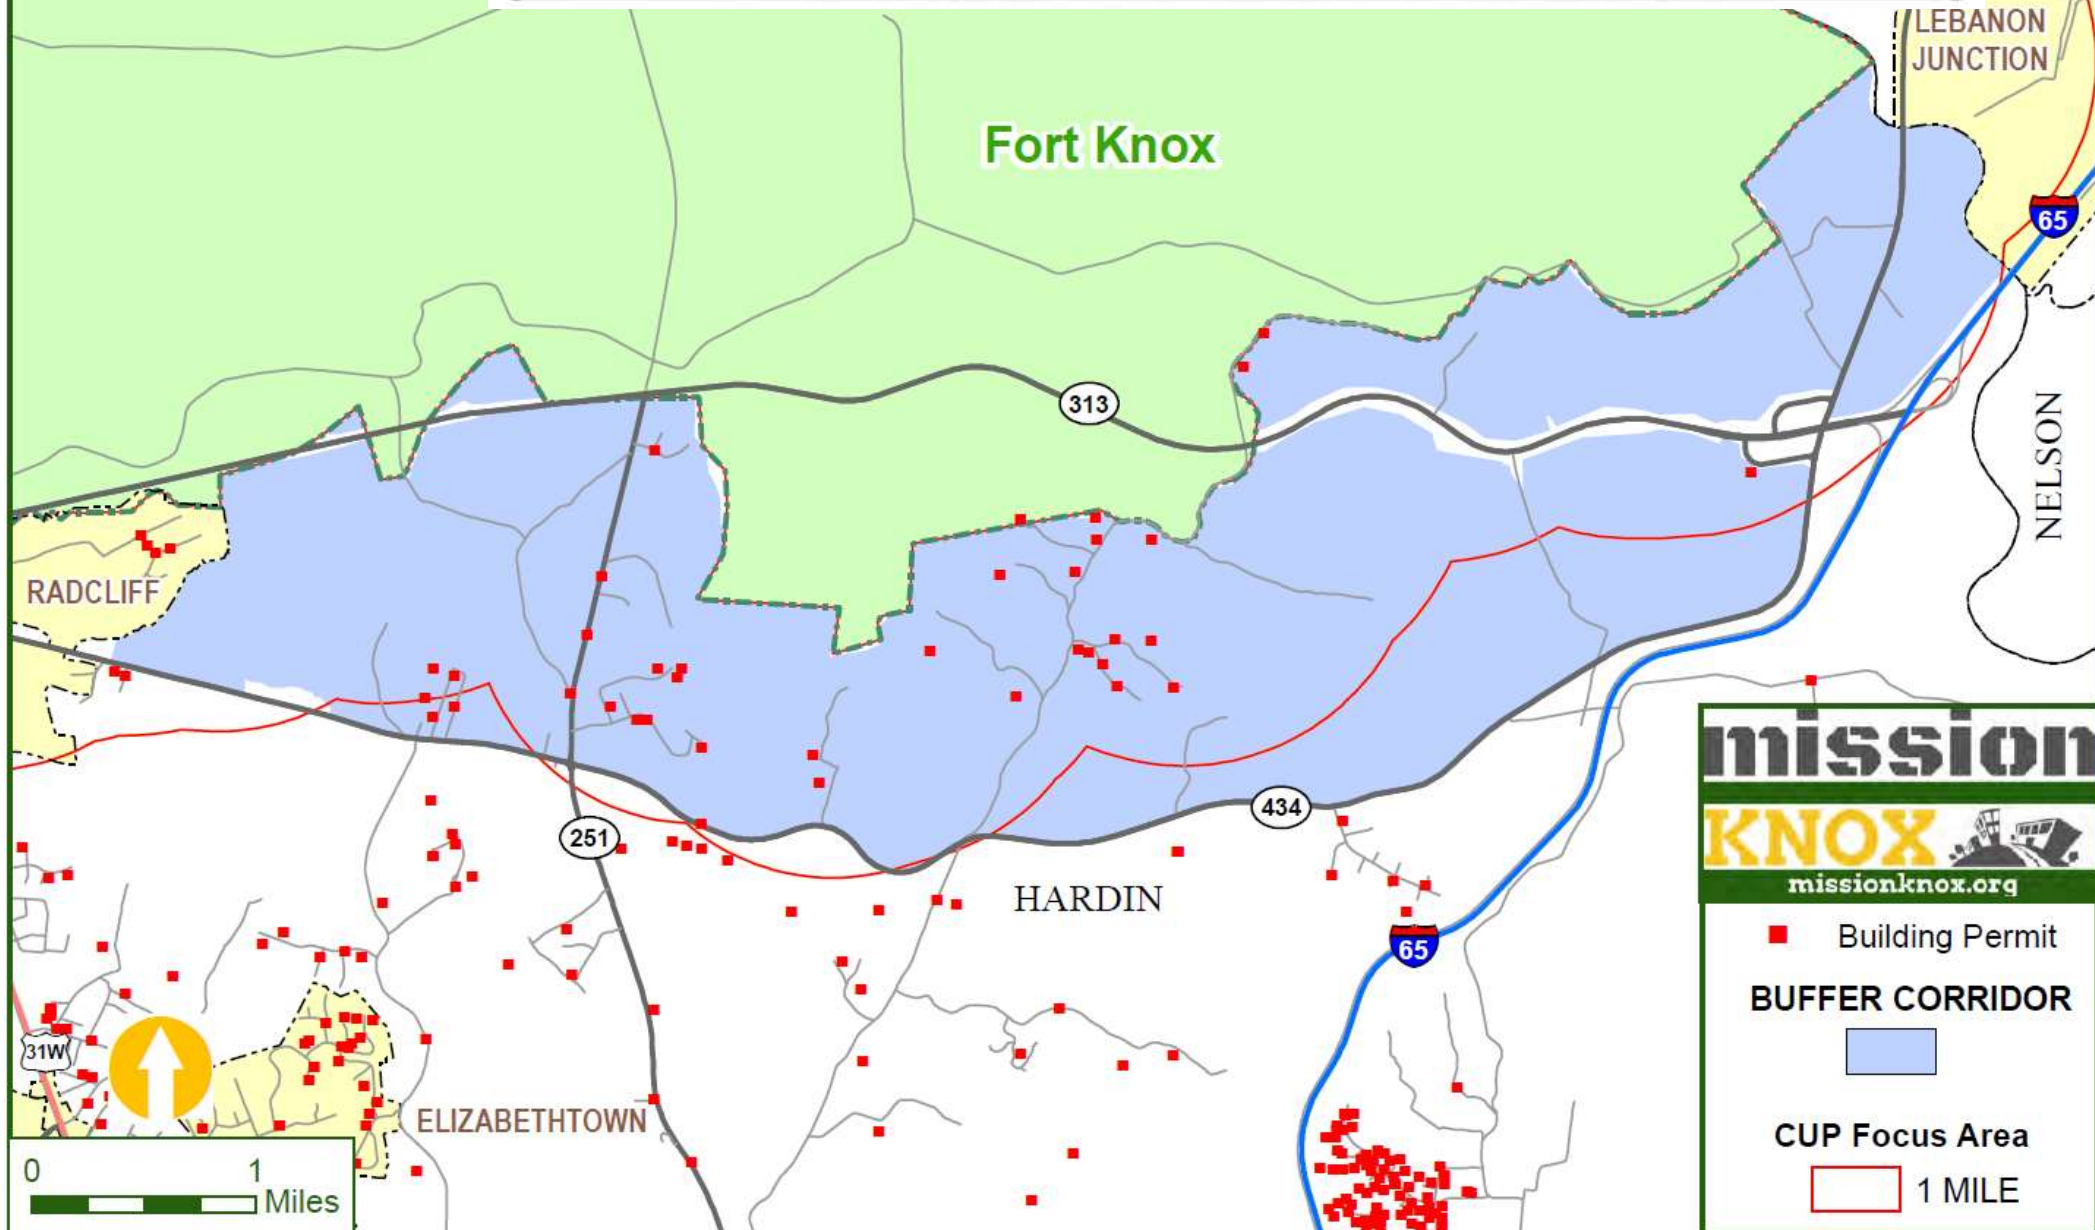 LEBANON
JUNCTION
Fort Knox
65
313
NELSON
RADCLIFF
434
251
HARDIN
65
31W
ELIZABETHTOWN
0 1
Miles
mission
KNOX
missionknox.org
Building Permit
BUFFER CORRIDOR
CUP Focus Area
1 MILE